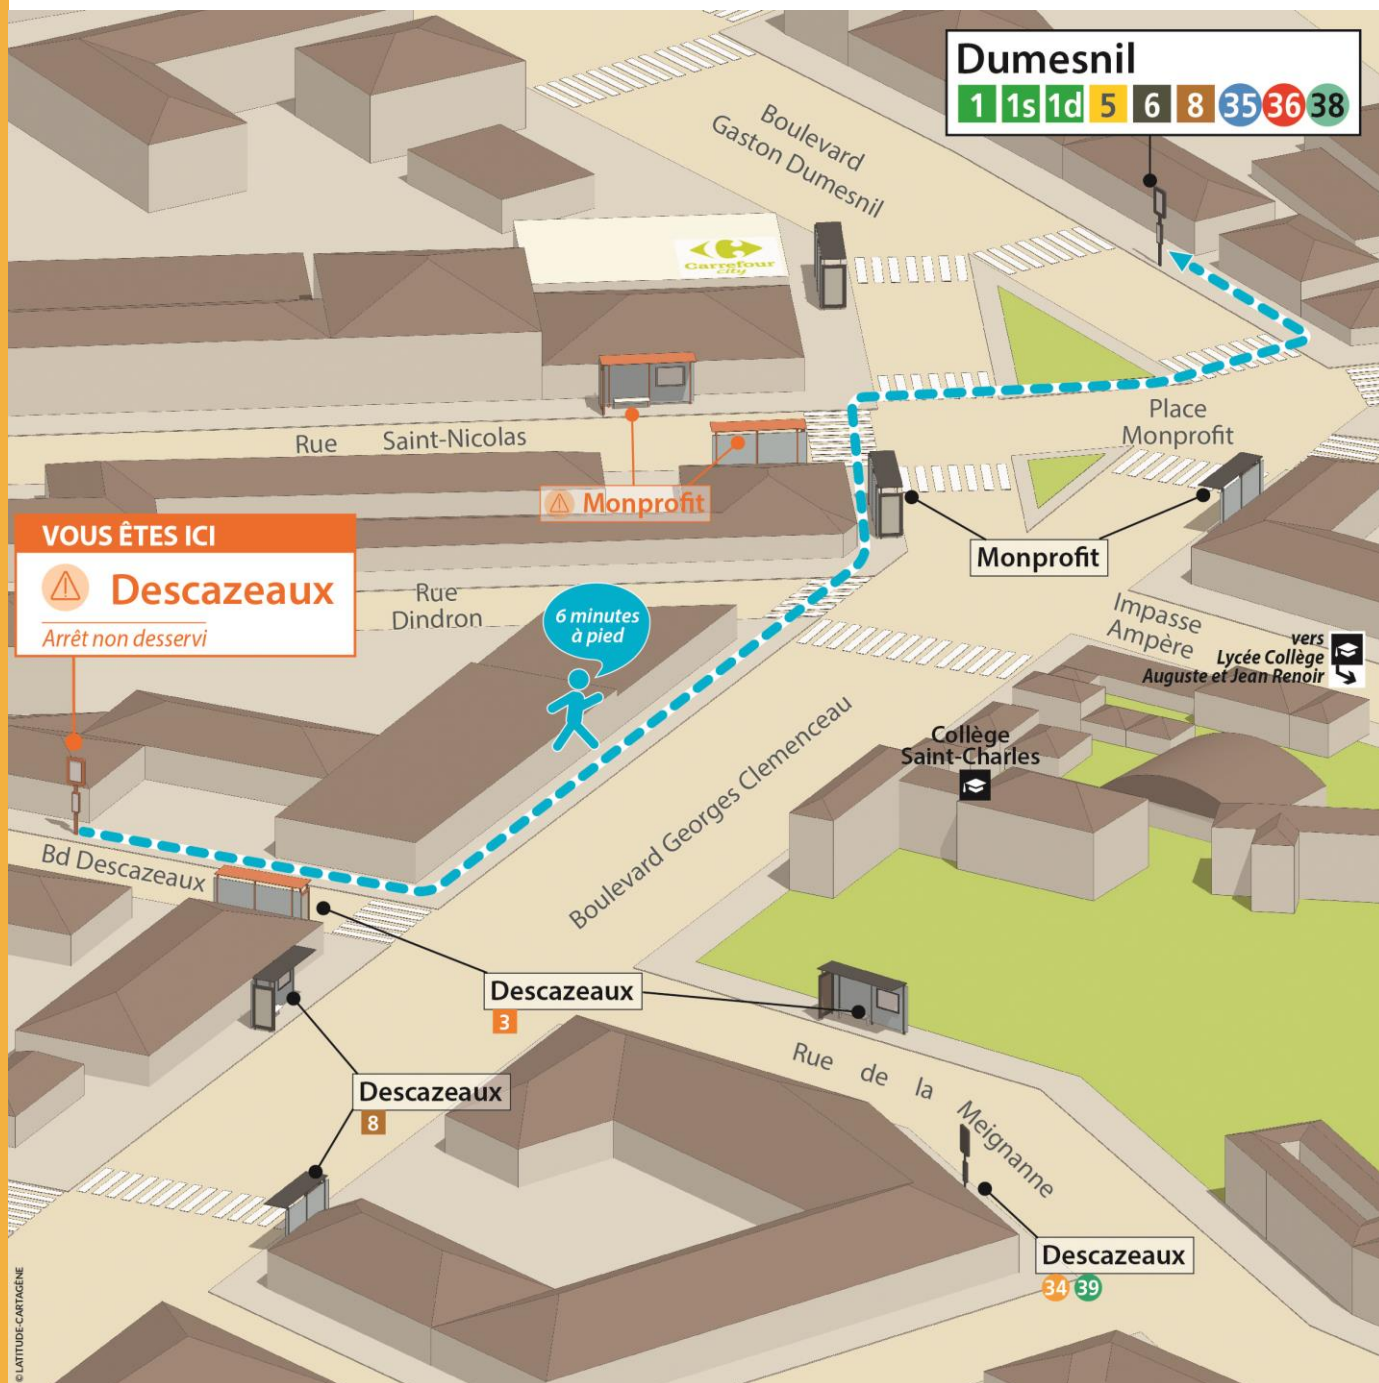 Dumesnil
1 1s 1d 5 6 8 35 36 38
Boulevard
Gaston Dumesnil
Carrefour
city
Rue Saint-Nicolas
Place
Monprofit
Monprofit
Monprofit
VOUS ÊTES ICI
Descazeaux
Arrêt non desservi
Rue
Dindron
6 minutes
à pied
Impasse
Ampère
vers
Lycée Collège
Auguste et Jean Renoir
Collège
Saint-Charles
Boulevard Georges Clemenceau
Bd Descazeaux
Descazeaux
3
Rue de la Meignanne
Descazeaux
8
Descazeaux
34 39
© LATITUDE-CARTAGÈNE